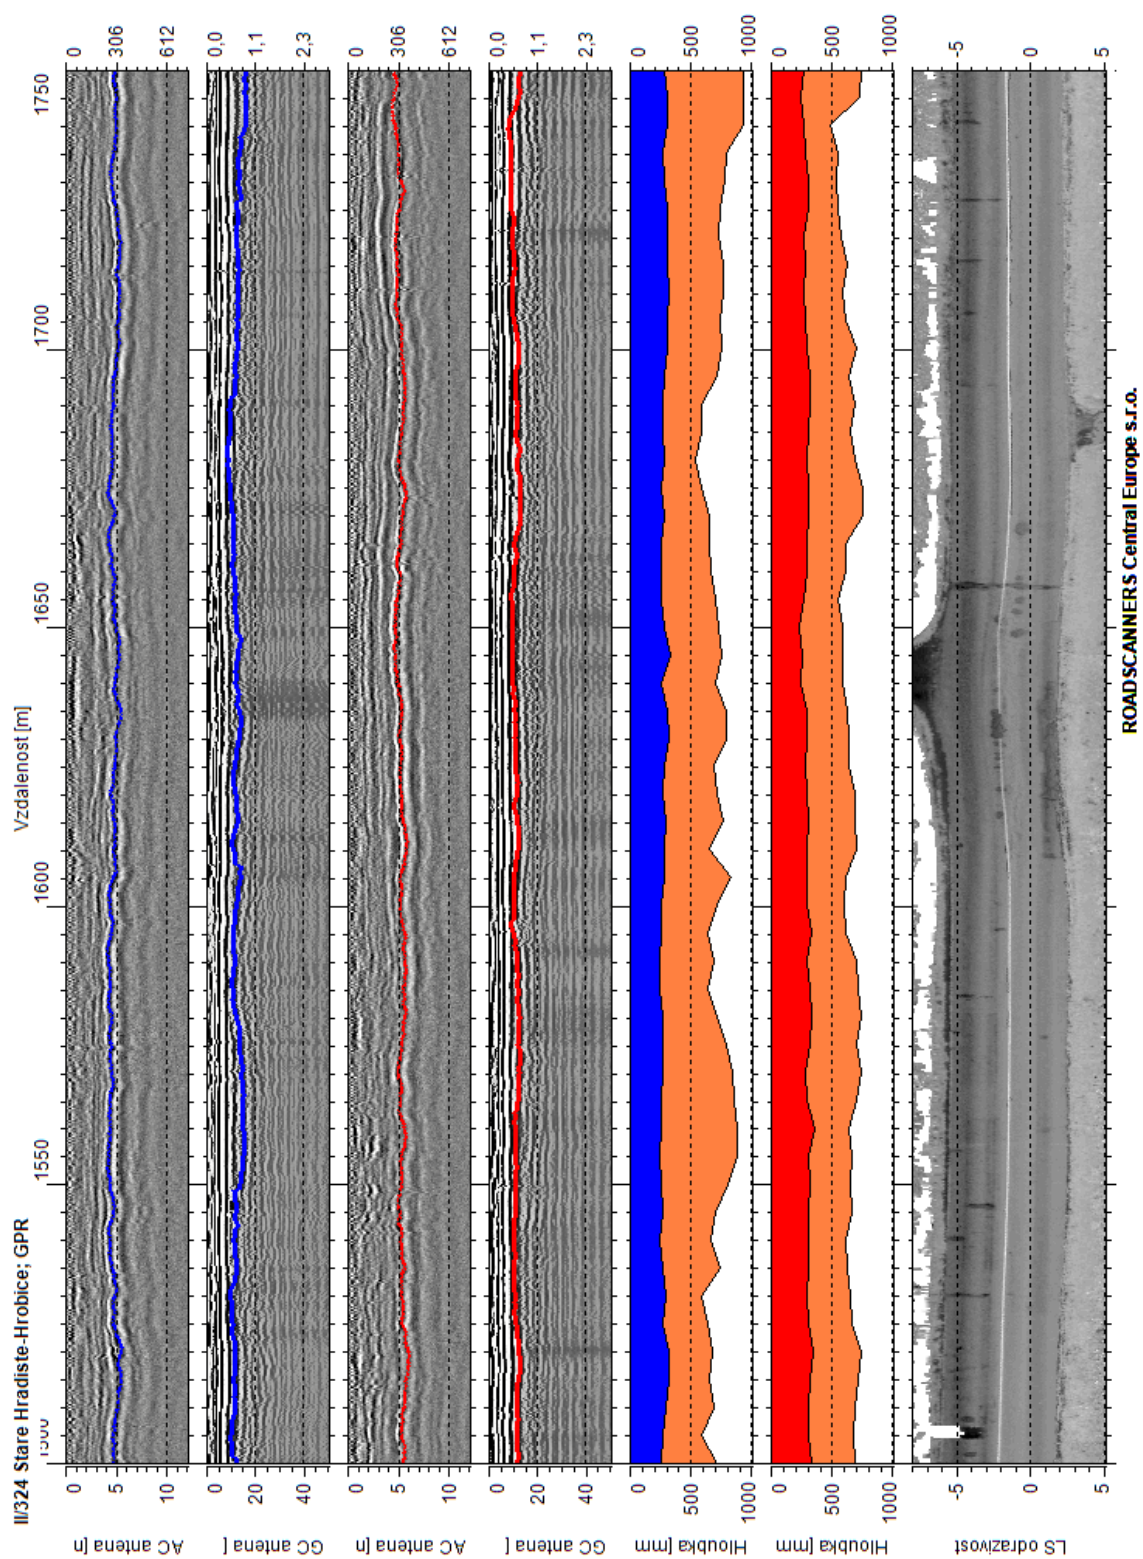 II/324 Stare Hradiste-Hrobice; GPR
Vzdalenost [m]
1550 1600 1650 1700 1750
AC antena [n
0 5 10
0 306 612
GC antena [
0 20 40
0,0 1,1 2,3
AC antena [n
0 5 10
0 306 612
GC antena [
0 20 40
0,0 1,1 2,3
Hloubka [mm
500 1000
0 500 1000
Hloubka [mm
500 1000
0 500 1000
LS odrazivost
-5 0 5
-5 0 5
ROADSCANNERS Central Europe s.r.o.